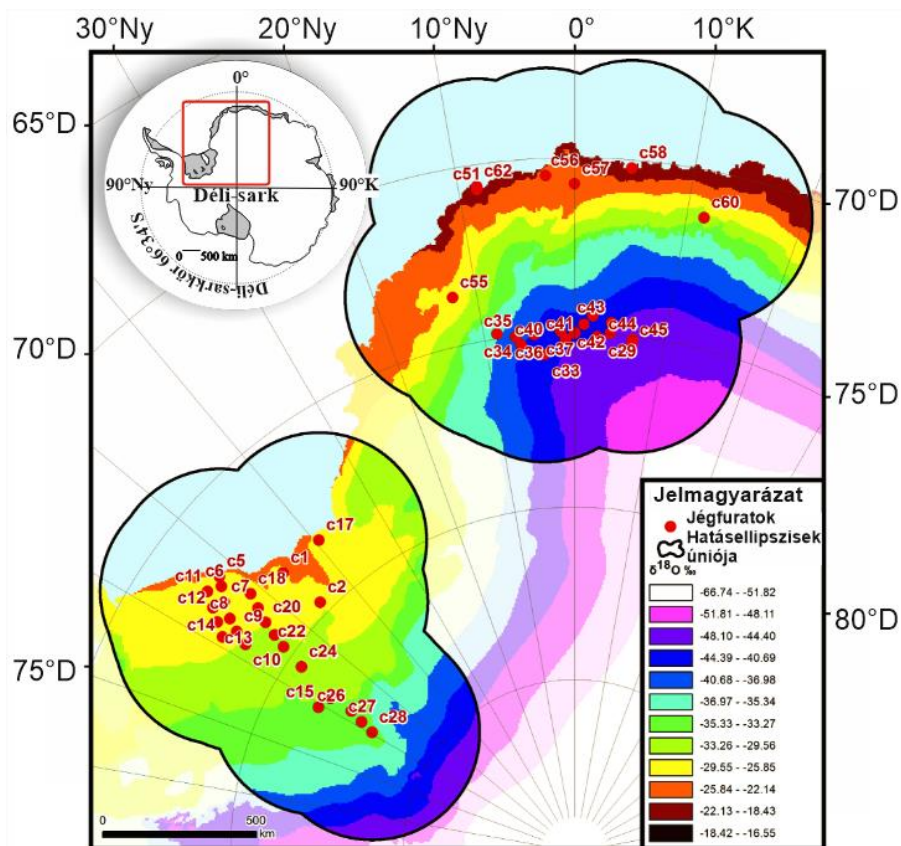 30°Ny 20°Ny 10°Ny 0° 10°K
65°D
70°D
75°D
70°D
75°D
80°D
0°
90°Ny 90°K
Déli-sark
0 500 km
Déli-sarkkör 66°34'S
c51 c62 c56 c57 c58
c60
c55
c35 c40 c41 c43 c44 c45
c34 c36 c37 c42 c29
c33
c17
c1
c5
c6
c11
c18
c7
c2
c12
c8
c20
c9
c14
c22
c13
c10
c24
c15 c26
c27
c28
0 500
km
Jelmagyarázat
Jégfuratok
Hatásellipszisek
úniója
δ18O ‰
-66.74 - -51.82
-51.81 - -48.11
-48.10 - -44.40
-44.39 - -40.69
-40.68 - -36.98
-36.97 - -35.34
-35.33 - -33.27
-33.26 - -29.56
-29.55 - -25.85
-25.84 - -22.14
-22.13 - -18.43
-18.42 - -16.55